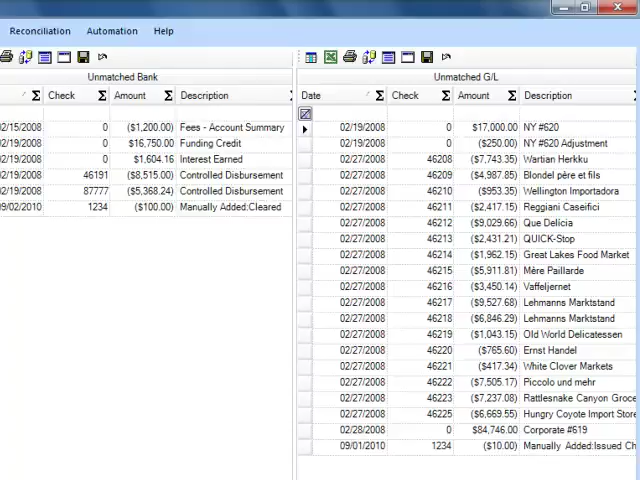 Reconciliation Automation Help
Unmatched Bank
Σ Check Σ Amount Σ Description
02/15/2008 0 ($1,200.00) Fees - Account Summary
02/19/2008 0 $16,750.00 Funding Credit
02/19/2008 0 $1,604.16 Interest Earned
02/19/2008 46191 ($8,515.00) Controlled Disbursement
02/19/2008 87777 ($5,368.24) Controlled Disbursement
09/02/2010 1234 ($100.00) Manually Added:Cleared
Unmatched G/L
Date Σ Check Σ Amount Σ Description
02/19/2008 0 $17,000.00 NY #620
02/19/2008 0 ($250.00) NY #620 Adjustment
02/27/2008 46208 ($7,743.35) Wartian Herkku
02/27/2008 46209 ($4,987.85) Blondel père et fils
02/27/2008 46210 ($953.35) Wellington Importadora
02/27/2008 46211 ($2,417.15) Reggiani Caseifici
02/27/2008 46212 ($9,029.66) Que Delícia
02/27/2008 46213 ($2,431.21) QUICK-Stop
02/27/2008 46214 ($1,962.15) Great Lakes Food Market
02/27/2008 46215 ($5,911.81) Mère Paillarde
02/27/2008 46216 ($3,450.14) Vaffeljernet
02/27/2008 46217 ($9,527.68) Lehmanns Marktstand
02/27/2008 46218 ($6,846.29) Lehmanns Marktstand
02/27/2008 46219 ($1,043.15) Old World Delicatessen
02/27/2008 46220 ($765.60) Ernst Handel
02/27/2008 46221 ($417.34) White Clover Markets
02/27/2008 46222 ($7,505.17) Piccolo und mehr
02/27/2008 46223 ($7,237.08) Rattlesnake Canyon Groce
02/27/2008 46225 ($6,669.55) Hungry Coyote Import Store
02/28/2008 0 $84,746.00 Corporate #619
09/01/2010 1234 ($10.00) Manually Added:Issued Ch